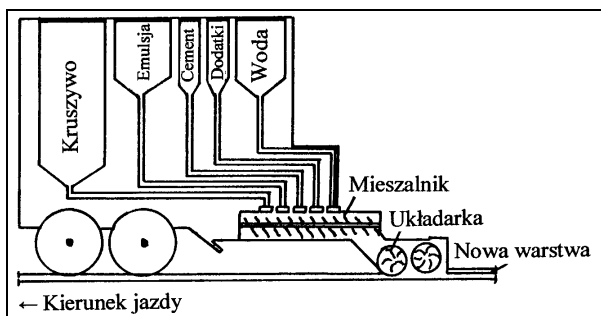 Kruszywo
Emulsja
Cement
Dodatki
Woda
Mieszalnik
Układarka
Nowa warstwa
← Kierunek jazdy